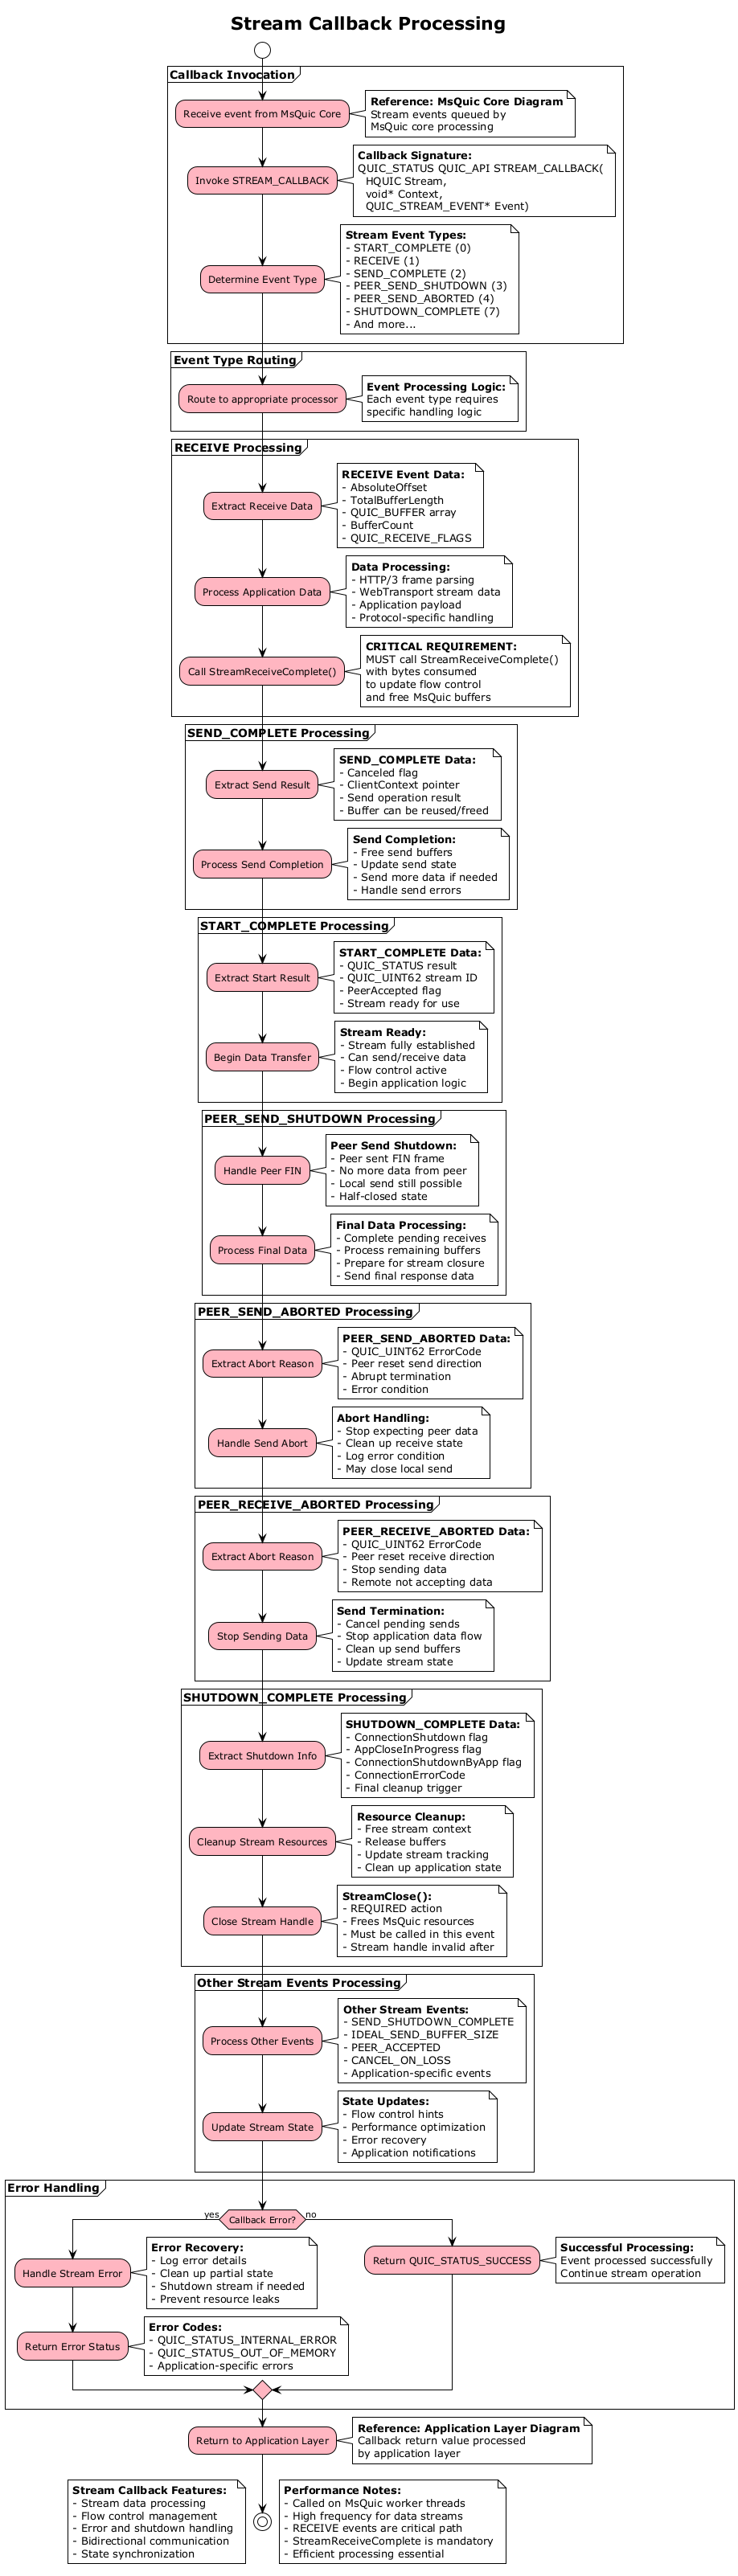 Stream Callback Processing
Callback Invocation
Receive event from MsQuic Core
Reference: MsQuic Core Diagram
Stream events queued by
MsQuic core processing
Invoke STREAM_CALLBACK
Callback Signature:
QUIC_STATUS QUIC_API STREAM_CALLBACK(
HQUIC Stream,
void* Context,
QUIC_STREAM_EVENT* Event)
Determine Event Type
Stream Event Types:
- START_COMPLETE (0)
- RECEIVE (1)
- SEND_COMPLETE (2)
- PEER_SEND_SHUTDOWN (3)
- PEER_SEND_ABORTED (4)
- SHUTDOWN_COMPLETE (7)
- And more...
Event Type Routing
Route to appropriate processor
Event Processing Logic:
Each event type requires
specific handling logic
RECEIVE Processing
Extract Receive Data
RECEIVE Event Data:
- AbsoluteOffset
- TotalBufferLength
- QUIC_BUFFER array
- BufferCount
- QUIC_RECEIVE_FLAGS
Process Application Data
Data Processing:
- HTTP/3 frame parsing
- WebTransport stream data
- Application payload
- Protocol-specific handling
Call StreamReceiveComplete()
CRITICAL REQUIREMENT:
MUST call StreamReceiveComplete()
with bytes consumed
to update flow control
and free MsQuic buffers
SEND_COMPLETE Processing
Extract Send Result
SEND_COMPLETE Data:
- Canceled flag
- ClientContext pointer
- Send operation result
- Buffer can be reused/freed
Process Send Completion
Send Completion:
- Free send buffers
- Update send state
- Send more data if needed
- Handle send errors
START_COMPLETE Processing
Extract Start Result
START_COMPLETE Data:
- QUIC_STATUS result
- QUIC_UINT62 stream ID
- PeerAccepted flag
- Stream ready for use
Begin Data Transfer
Stream Ready:
- Stream fully established
- Can send/receive data
- Flow control active
- Begin application logic
PEER_SEND_SHUTDOWN Processing
Handle Peer FIN
Peer Send Shutdown:
- Peer sent FIN frame
- No more data from peer
- Local send still possible
- Half-closed state
Process Final Data
Final Data Processing:
- Complete pending receives
- Process remaining buffers
- Prepare for stream closure
- Send final response data
PEER_SEND_ABORTED Processing
Extract Abort Reason
PEER_SEND_ABORTED Data:
- QUIC_UINT62 ErrorCode
- Peer reset send direction
- Abrupt termination
- Error condition
Handle Send Abort
Abort Handling:
- Stop expecting peer data
- Clean up receive state
- Log error condition
- May close local send
PEER_RECEIVE_ABORTED Processing
Extract Abort Reason
PEER_RECEIVE_ABORTED Data:
- QUIC_UINT62 ErrorCode
- Peer reset receive direction
- Stop sending data
- Remote not accepting data
Stop Sending Data
Send Termination:
- Cancel pending sends
- Stop application data flow
- Clean up send buffers
- Update stream state
SHUTDOWN_COMPLETE Processing
Extract Shutdown Info
SHUTDOWN_COMPLETE Data:
- ConnectionShutdown flag
- AppCloseInProgress flag
- ConnectionShutdownByApp flag
- ConnectionErrorCode
- Final cleanup trigger
Cleanup Stream Resources
Resource Cleanup:
- Free stream context
- Release buffers
- Update stream tracking
- Clean up application state
Close Stream Handle
StreamClose():
- REQUIRED action
- Frees MsQuic resources
- Must be called in this event
- Stream handle invalid after
Other Stream Events Processing
Process Other Events
Other Stream Events:
- SEND_SHUTDOWN_COMPLETE
- IDEAL_SEND_BUFFER_SIZE
- PEER_ACCEPTED
- CANCEL_ON_LOSS
- Application-specific events
Update Stream State
State Updates:
- Flow control hints
- Performance optimization
- Error recovery
- Application notifications
Error Handling
yes
Callback Error?
no
Handle Stream Error
Error Recovery:
- Log error details
- Clean up partial state
- Shutdown stream if needed
- Prevent resource leaks
Return Error Status
Error Codes:
- QUIC_STATUS_INTERNAL_ERROR
- QUIC_STATUS_OUT_OF_MEMORY
- Application-specific errors
Return QUIC_STATUS_SUCCESS
Successful Processing:
Event processed successfully
Continue stream operation
Return to Application Layer
Reference: Application Layer Diagram
Callback return value processed
by application layer
Stream Callback Features:
- Stream data processing
- Flow control management
- Error and shutdown handling
- Bidirectional communication
- State synchronization
Performance Notes:
- Called on MsQuic worker threads
- High frequency for data streams
- RECEIVE events are critical path
- StreamReceiveComplete is mandatory
- Efficient processing essential